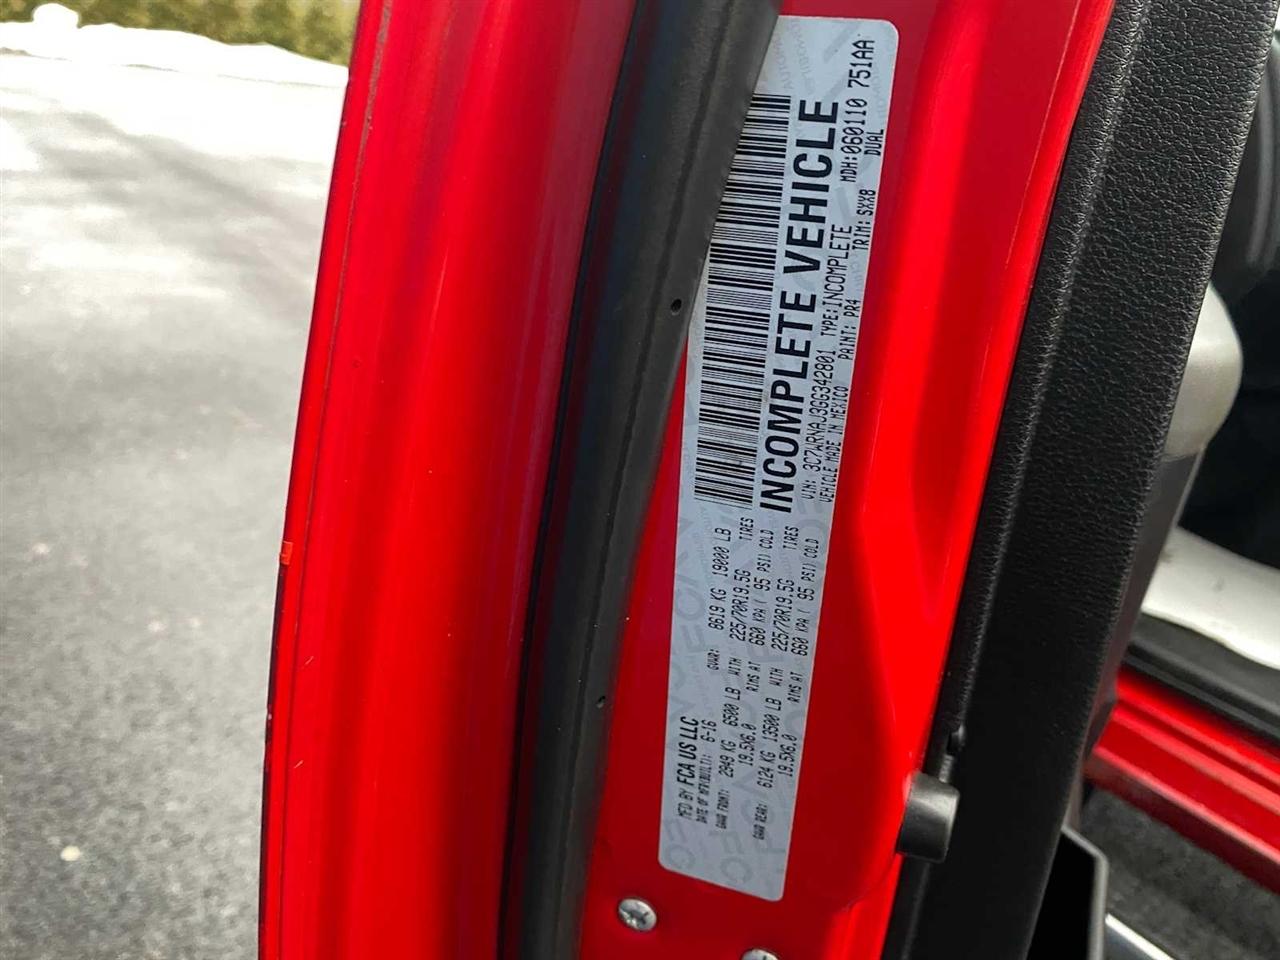 MFD BY FCA US LLC
DATE OF MFR(BUILT): 6-16 GVWR: 8619 KG 19000 LB
GAWR FRONT: 2949 KG 6500 LB WITH 225/70R19.5G TIRES
19.5X6.0 RIMS AT 660 KPA ( 95 PSI) COLD
GAWR REAR: 6124 KG 13500 LB WITH 225/70R19.5G TIRES
19.5X6.0 RIMS AT 660 KPA ( 95 PSI) COLD
INCOMPLETE VEHICLE
VIN: 3C7WRNAJ3GG342801 TYPE:INCOMPLETE MDH:060110 751AA
VEHICLE MADE IN MEXICO PAINT: PR4 TRIM: SXX8 DUAL